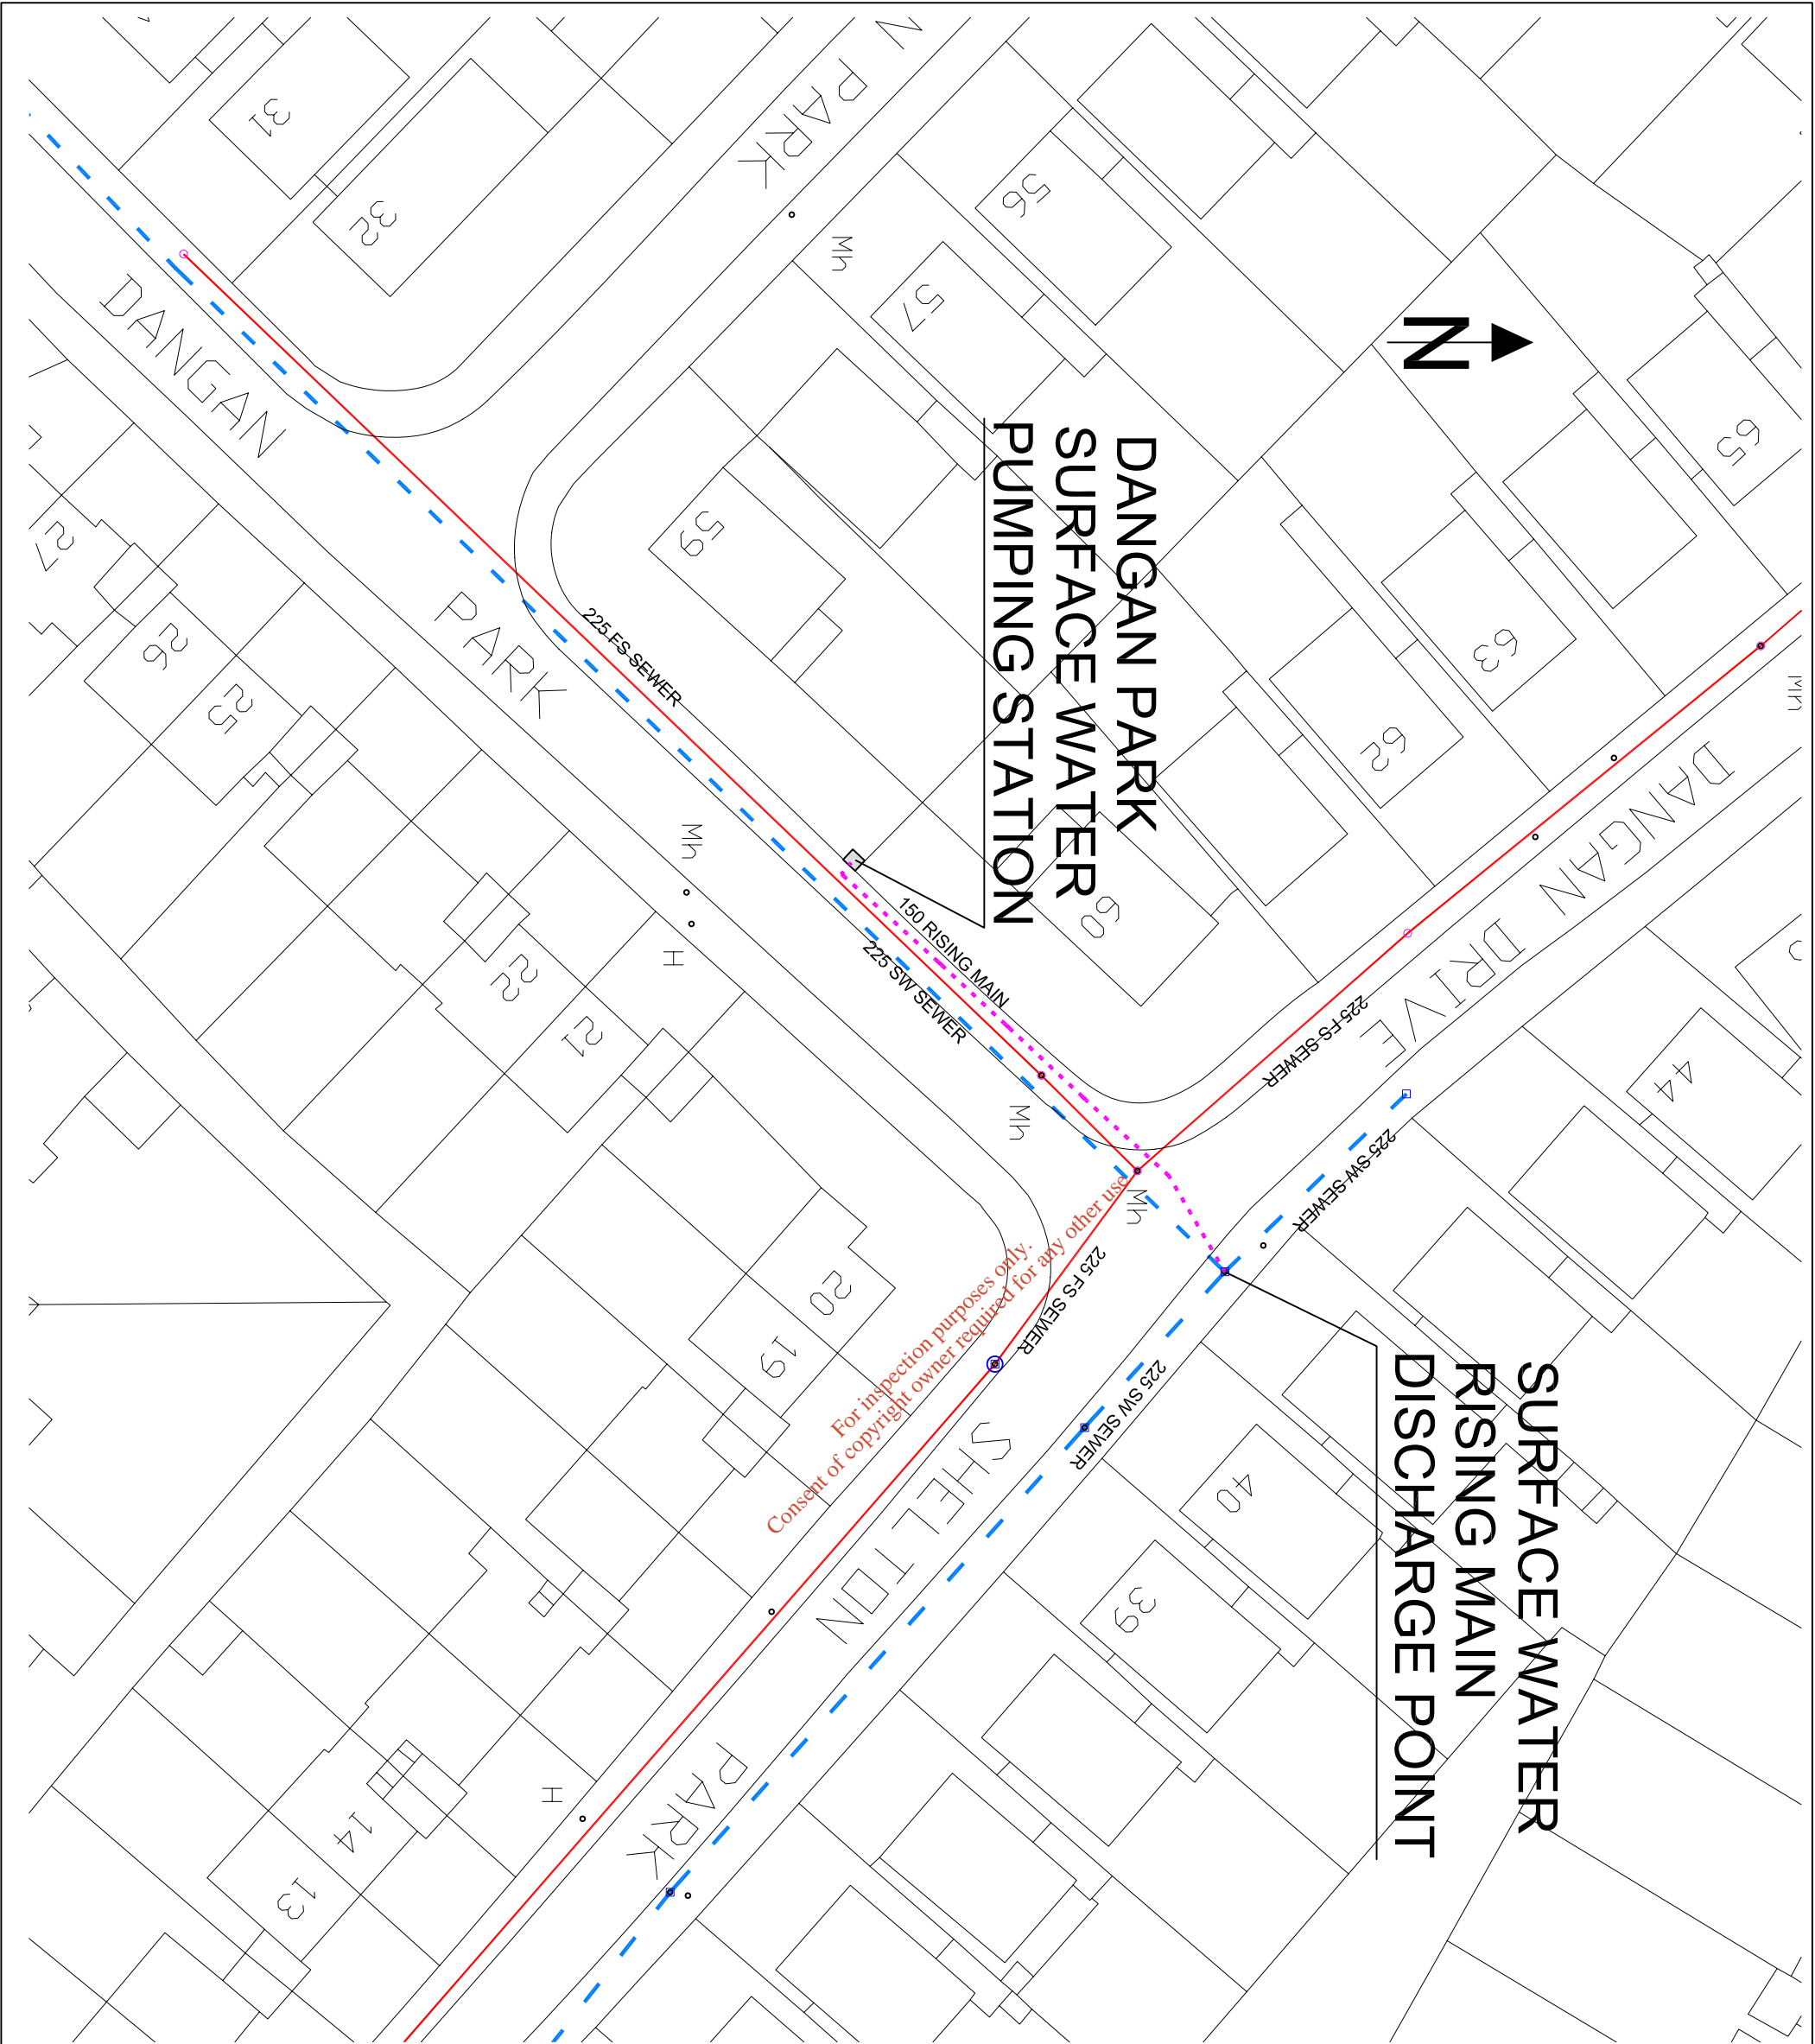 N
DANGAN PARK
SURFACE WATER
PUMPING STATION
SURFACE WATER
RISING MAIN
DISCHARGE POINT
PARK
DANGAN
PARK
DANGAN DRIVE
SHELTON
PARK
225 FS SEWER
150 RISING MAIN
225 SW SEWER
225 FS SEWER
225 SW SEWER
225 FS SEWER
225 SW SEWER
For inspection purposes only.
Consent of copyright owner required for any other use.
31
32
56
57
59
60
62
63
65
44
40
39
27
26
25
22
21
20
19
14
13
Mh
Mh
Mh
Mh
Mh
H
H
N